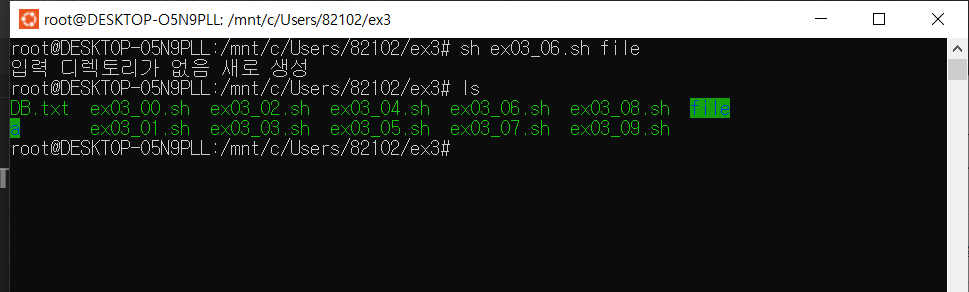 root@DESKTOP-O5N9PLL: /mnt/c/Users/82102/ex3
root@DESKTOP-O5N9PLL:/mnt/c/Users/82102/ex3# sh ex03_06.sh file
입력 디렉토리가 없음 새로 생성
root@DESKTOP-O5N9PLL:/mnt/c/Users/82102/ex3# ls
DB.txt ex03_00.sh ex03_02.sh ex03_04.sh ex03_06.sh ex03_08.sh file
a ex03_01.sh ex03_03.sh ex03_05.sh ex03_07.sh ex03_09.sh
root@DESKTOP-O5N9PLL:/mnt/c/Users/82102/ex3#